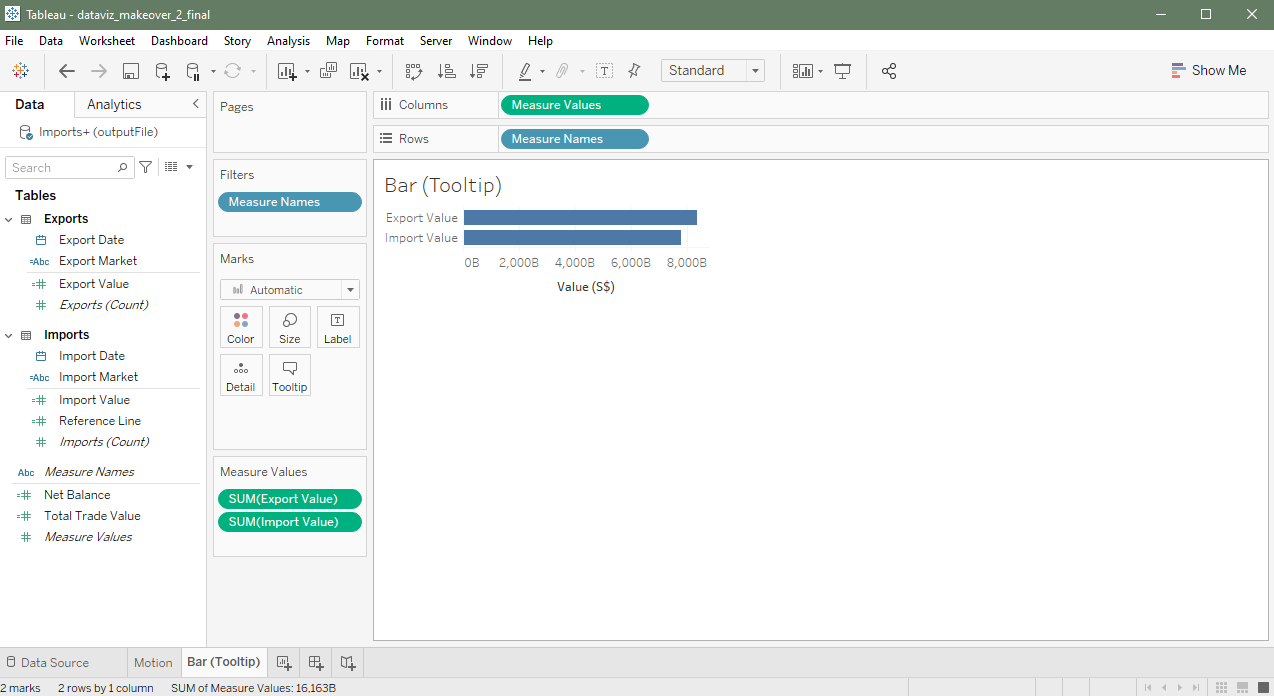 Tableau - dataviz_makeover_2_final
File Data Worksheet Dashboard Story Analysis Map Format Server Window Help
Standard
Show Me
Data Analytics
Imports+ (outputFile)
Search
Tables
Exports
Export Date
Abc Export Market
Export Value
Exports (Count)
Imports
Import Date
Abc Import Market
Import Value
Reference Line
Imports (Count)
Abc Measure Names
Net Balance
Total Trade Value
Measure Values
Pages
Filters
Measure Names
Marks
Automatic
Color Size Label
Detail Tooltip
Measure Values
SUM(Export Value)
SUM(Import Value)
Columns Measure Values
Rows Measure Names
Bar (Tooltip)
Export Value
Import Value
0B 2,000B 4,000B 6,000B 8,000B
Value (S$)
Data Source Motion Bar (Tooltip)
2 marks 2 rows by 1 column SUM of Measure Values: 16,163B